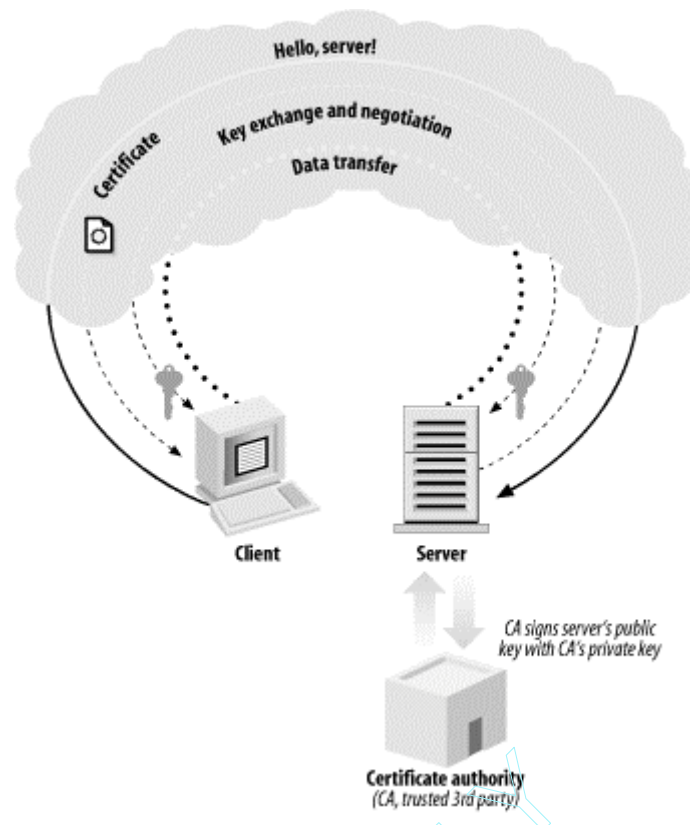 Hello, server!
Certificate
Key exchange and negotiation
Data transfer
Client
Server
CA signs server's public
key with CA's private key
Certificate authority
(CA, trusted 3rd party)